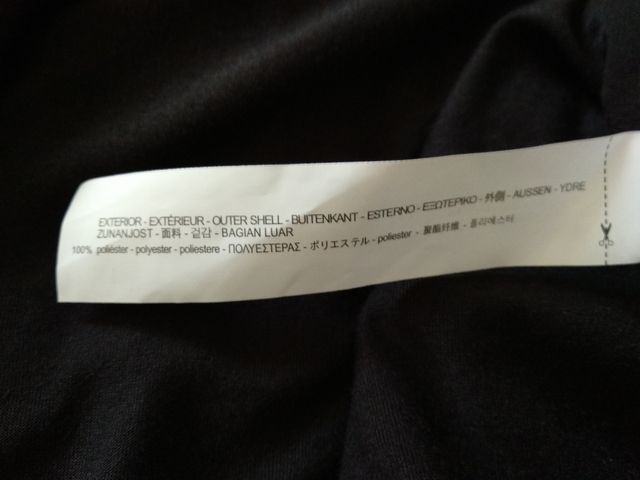 EXTERIOR - EXTÉRIEUR - OUTER SHELL - BUITENKANT - ESTERNO - ΕΞΩΤΕΡΙΚΟ - 外側 - AUSSEN - YDRE
ZUNANJOST - 面料 - 겉감 - BAGIAN LUAR
100% poliéster - polyester - poliestere - ΠΟΛΥΕΣΤΕΡΑΣ - ポリエステル - poliester - 聚酯纤维 - 폴리에스터